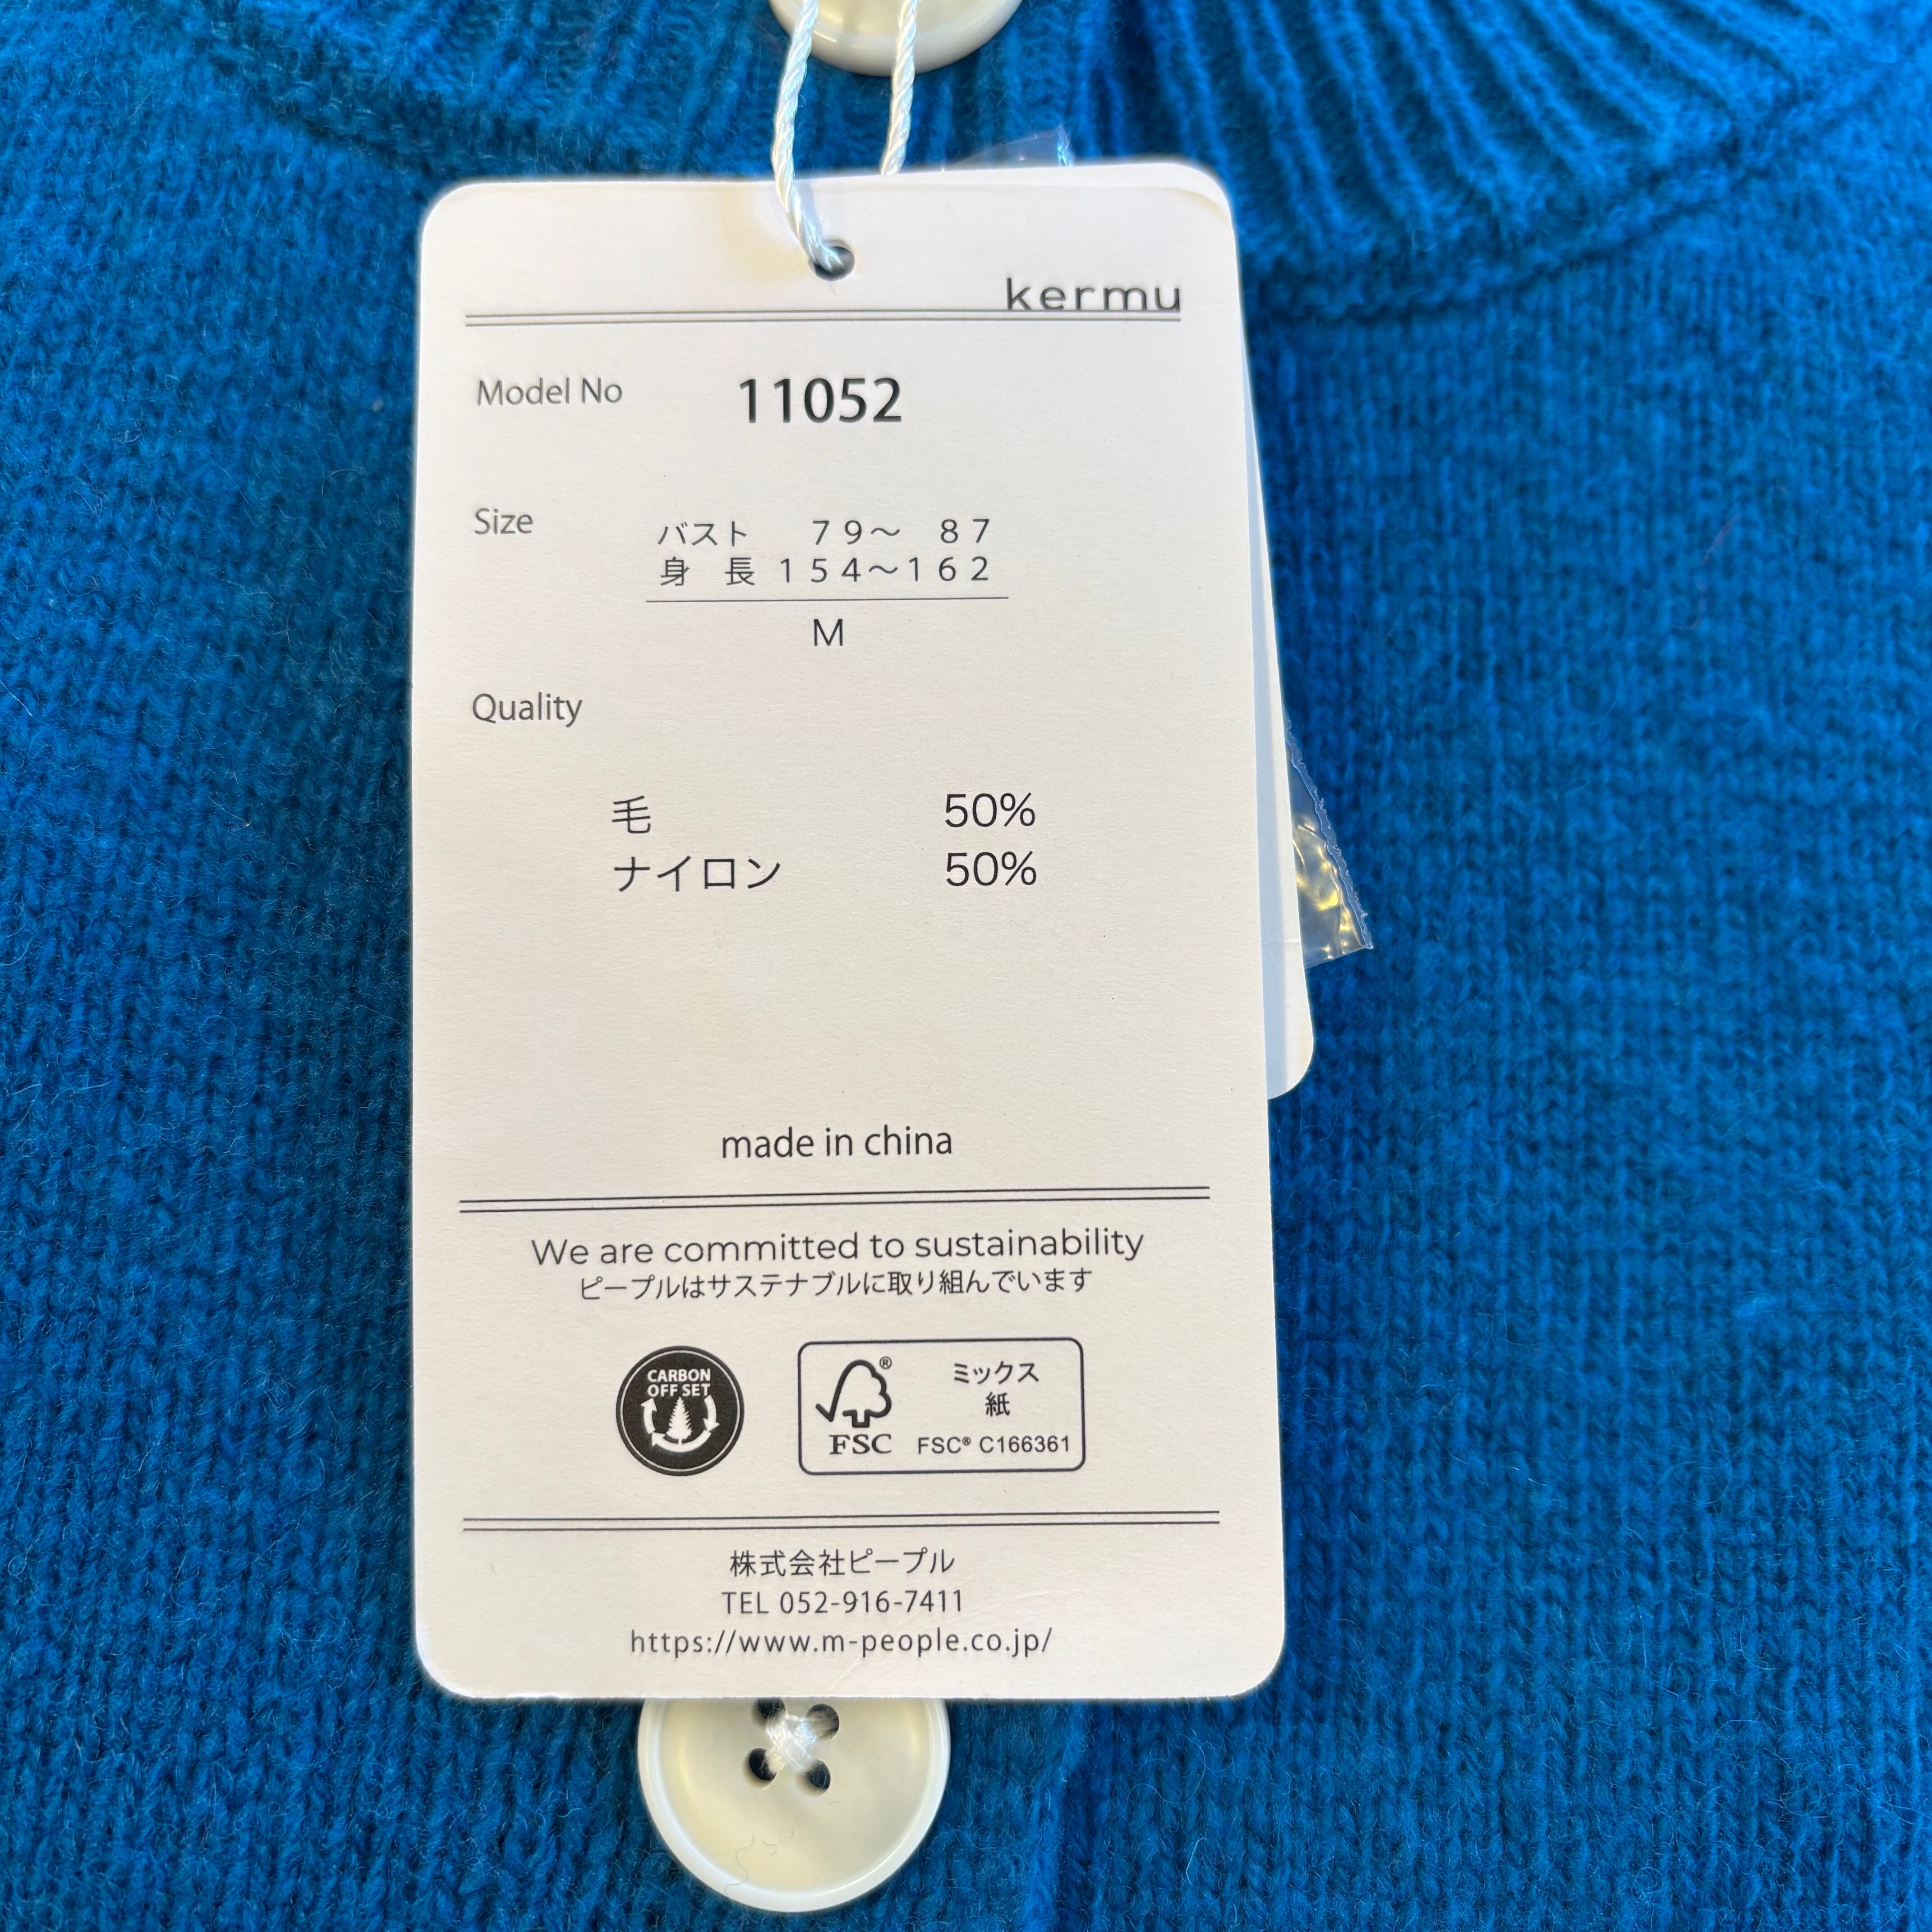 kermu
Model No 11052
Size
バスト 79～ 87
身 長 154～162
M
Quality
毛 50%
ナイロン 50%
made in china
We are committed to sustainability
ピープルはサステナブルに取り組んでいます
CARBON
OFF SET
ミックス
紙
FSC® C166361
®
FSC
株式会社ピープル
TEL 052-916-7411
https://www.m-people.co.jp/